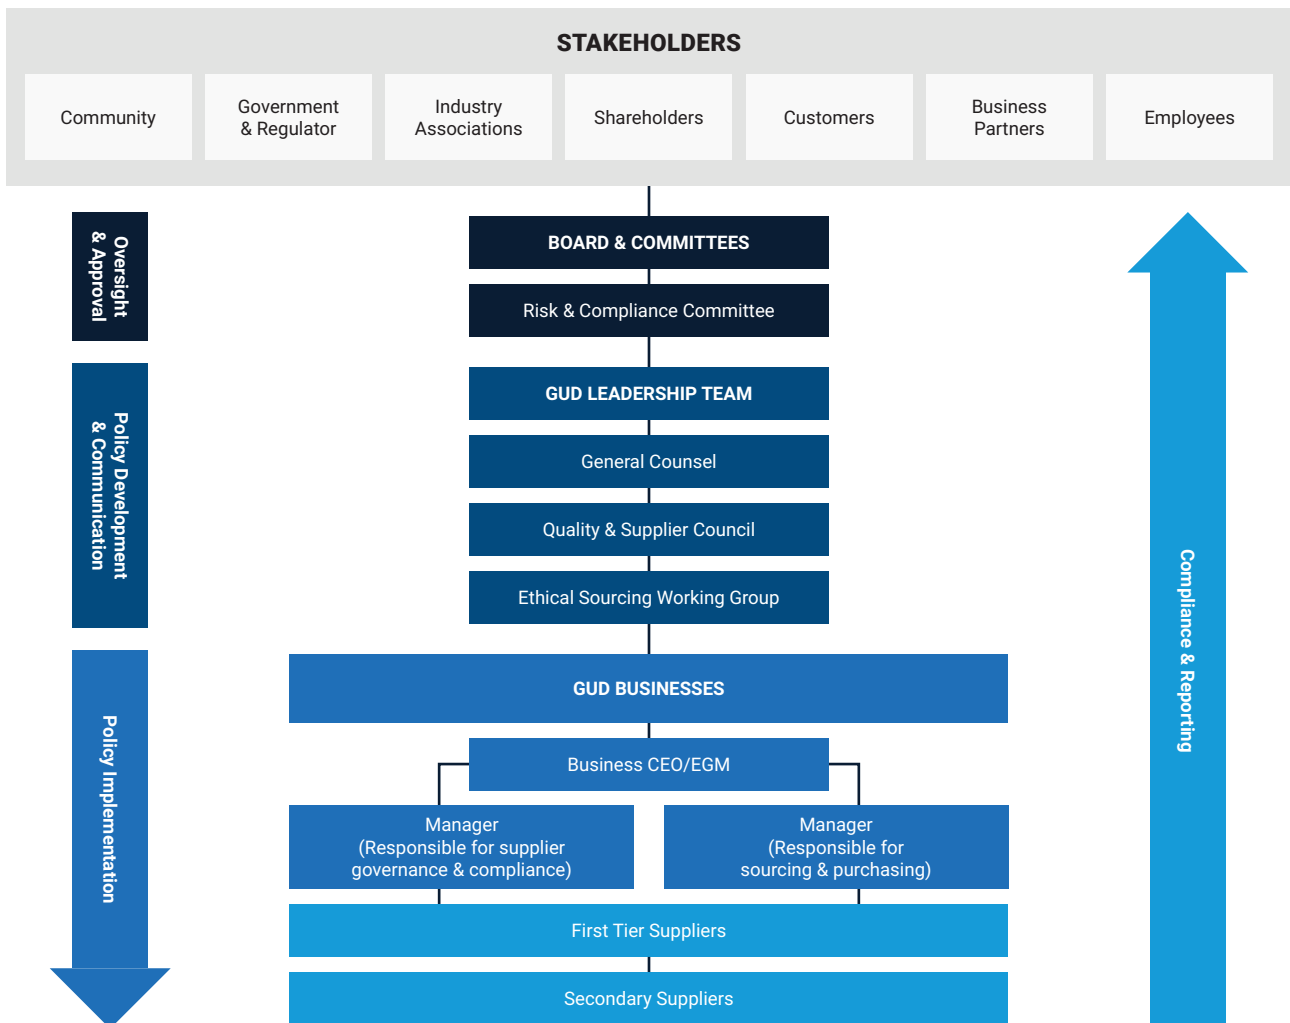 STAKEHOLDERS
Community
Government
& Regulator
Industry
Associations
Shareholders
Customers
Business
Partners
Employees
Oversight
& Approval
BOARD & COMMITTEES
Risk & Compliance Committee
Policy Development
& Communication
GUD LEADERSHIP TEAM
General Counsel
Quality & Supplier Council
Ethical Sourcing Working Group
Policy Implementation
GUD BUSINESSES
Business CEO/EGM
Manager
(Responsible for supplier
governance & compliance)
Manager
(Responsible for
sourcing & purchasing)
First Tier Suppliers
Secondary Suppliers
Compliance & Reporting